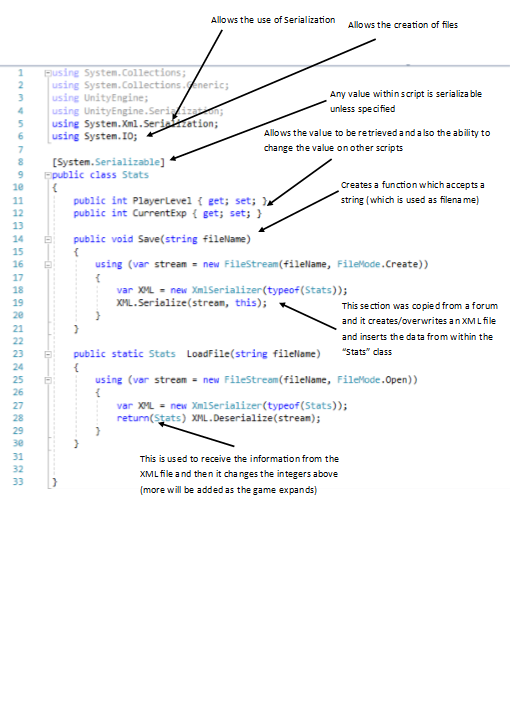 Allows the use of Serialization
Allows the creation of files
1 using System.Collections;
2 using System.Collections.Generic;
3 using UnityEngine;
4 using UnityEngine.Serialization;
5 using System.Xml.Serialization;
6 using System.IO;
7
8 [System.Serializable]
9 public class Stats
10 {
11 public int PlayerLevel { get; set; }
12 public int CurrentExp { get; set; }
13
14 public void Save(string fileName)
15 {
16 using (var stream = new FileStream(fileName, FileMode.Create))
17 {
18 var XML = new XmlSerializer(typeof(Stats));
19 XML.Serialize(stream, this);
20 }
21 }
22
23 public static Stats LoadFile(string fileName)
24 {
25 using (var stream = new FileStream(fileName, FileMode.Open))
26 {
27 var XML = new XmlSerializer(typeof(Stats));
28 return(Stats) XML.Deserialize(stream);
29 }
30 }
31
32
33 }
Any value within script is serializable
unless specified
Allows the value to be retrieved and also the ability to
change the value on other scripts
Creates a function which accepts a
string (which is used as filename)
This section was copied from a forum
and it creates/overwrites an XML file
and inserts the data from within the
"Stats" class
This is used to receive the information from the
XML file and then it changes the integers above
(more will be added as the game expands)